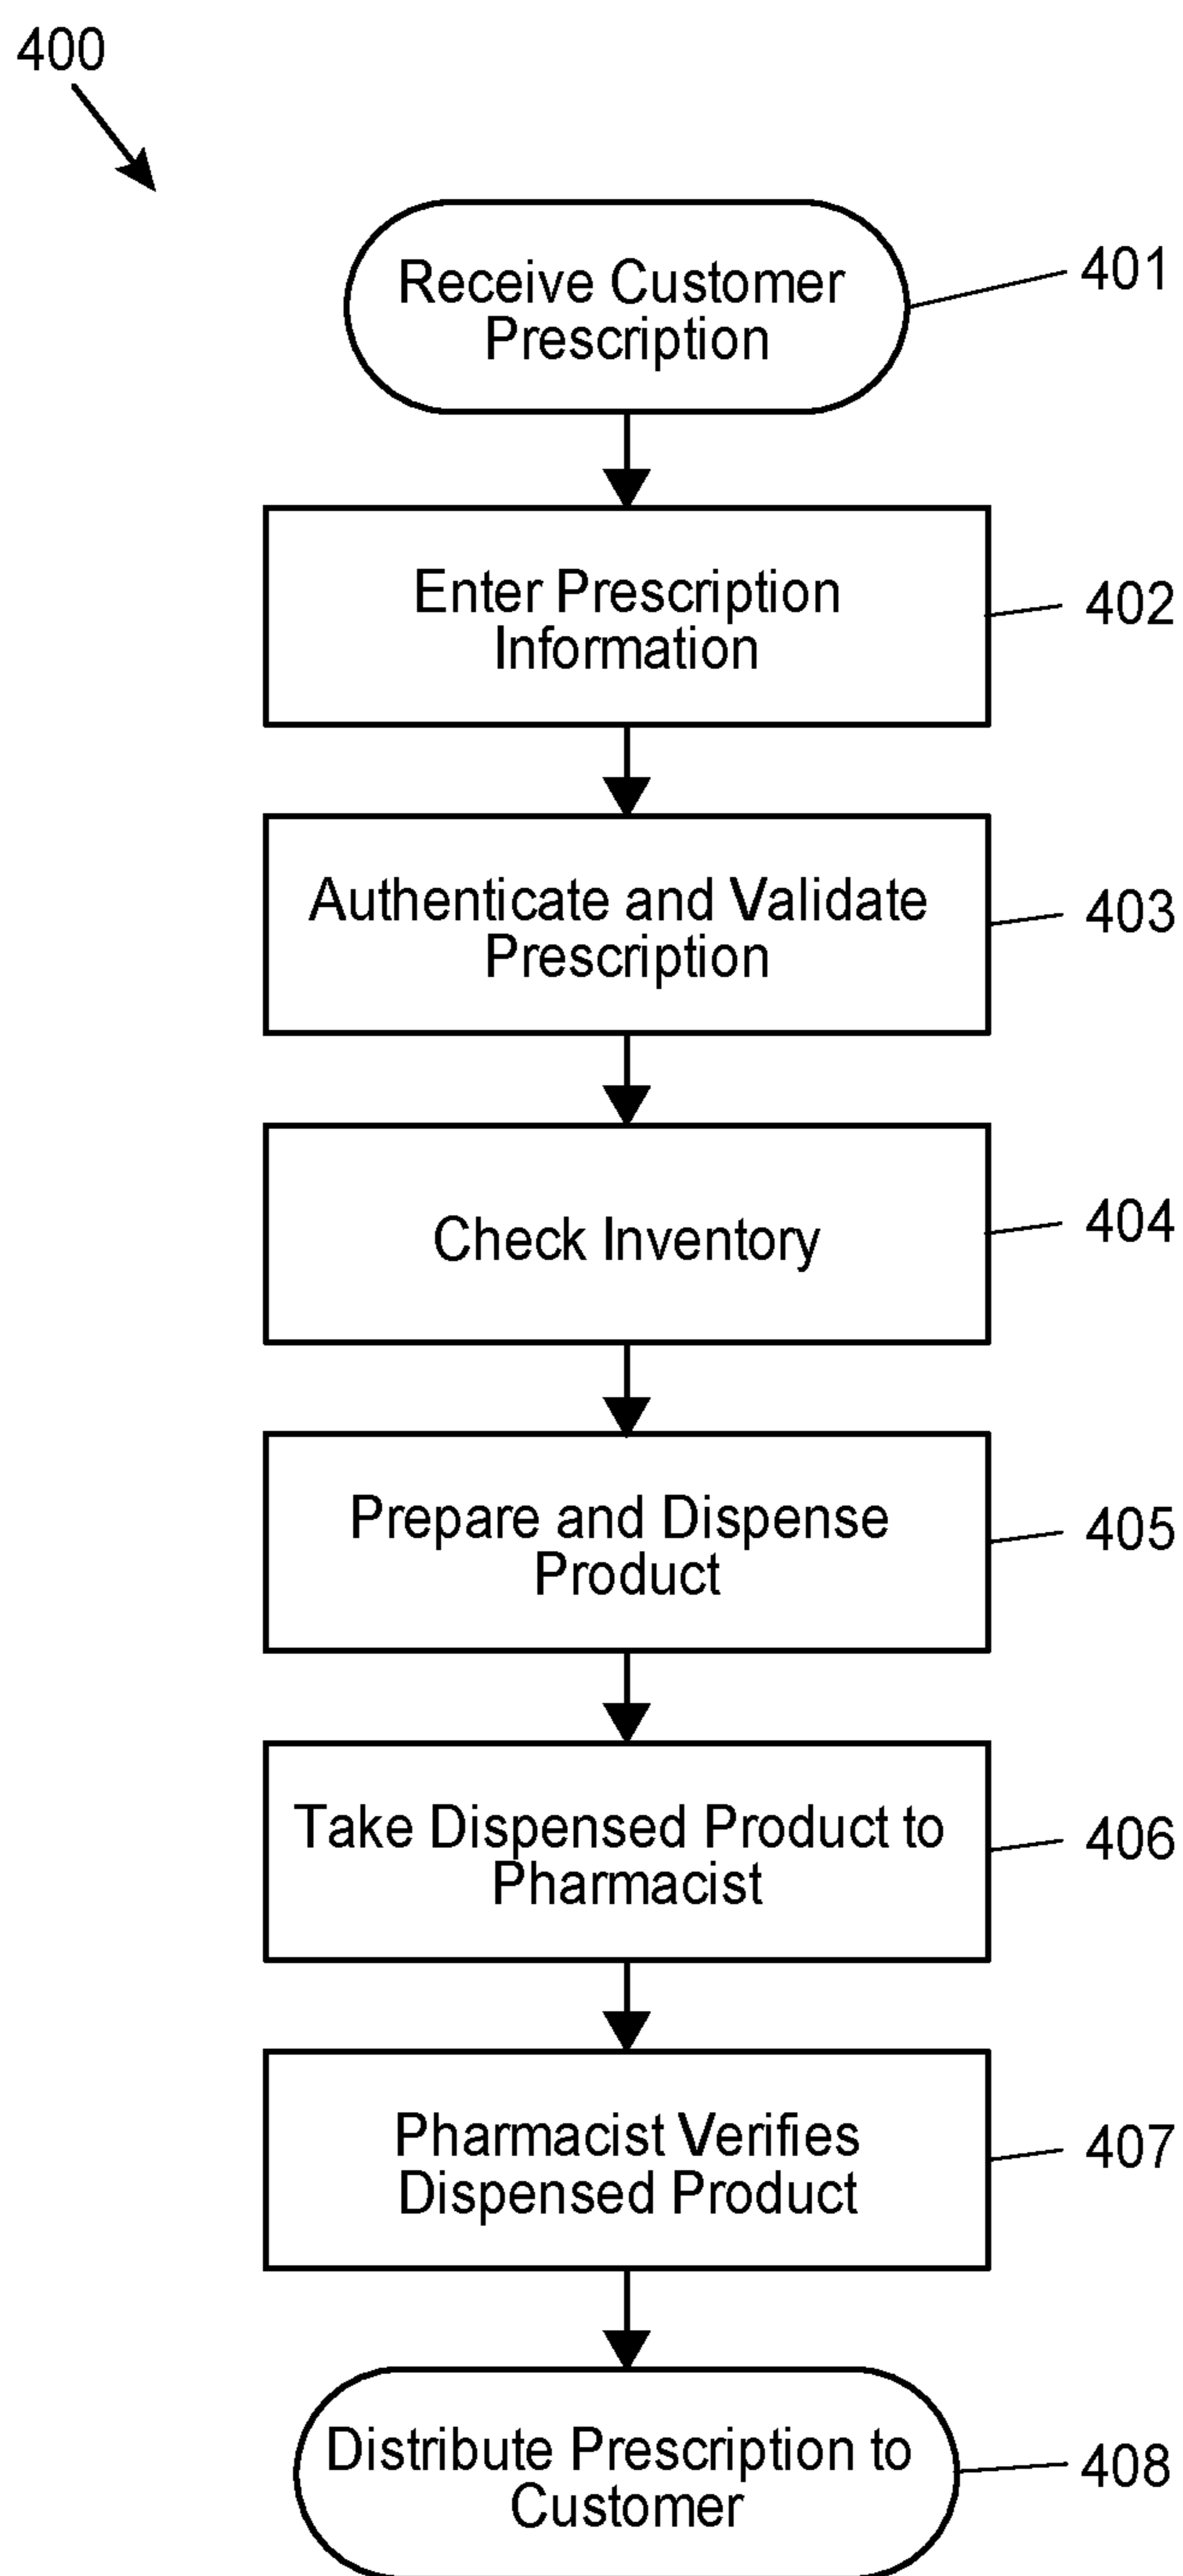 400
Receive Customer
Prescription
401
Enter Prescription
Information
402
Authenticate and Validate
Prescription
403
Check Inventory
404
Prepare and Dispense
Product
405
Take Dispensed Product to
Pharmacist
406
Pharmacist Verifies
Dispensed Product
407
Distribute Prescription to
Customer
408